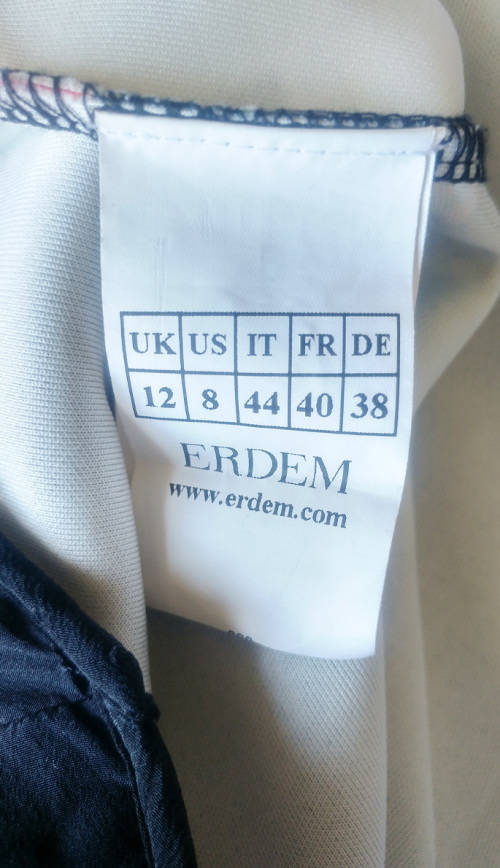 UK US IT FR DE
12 8 44 40 38
ERDEM
www.erdem.com